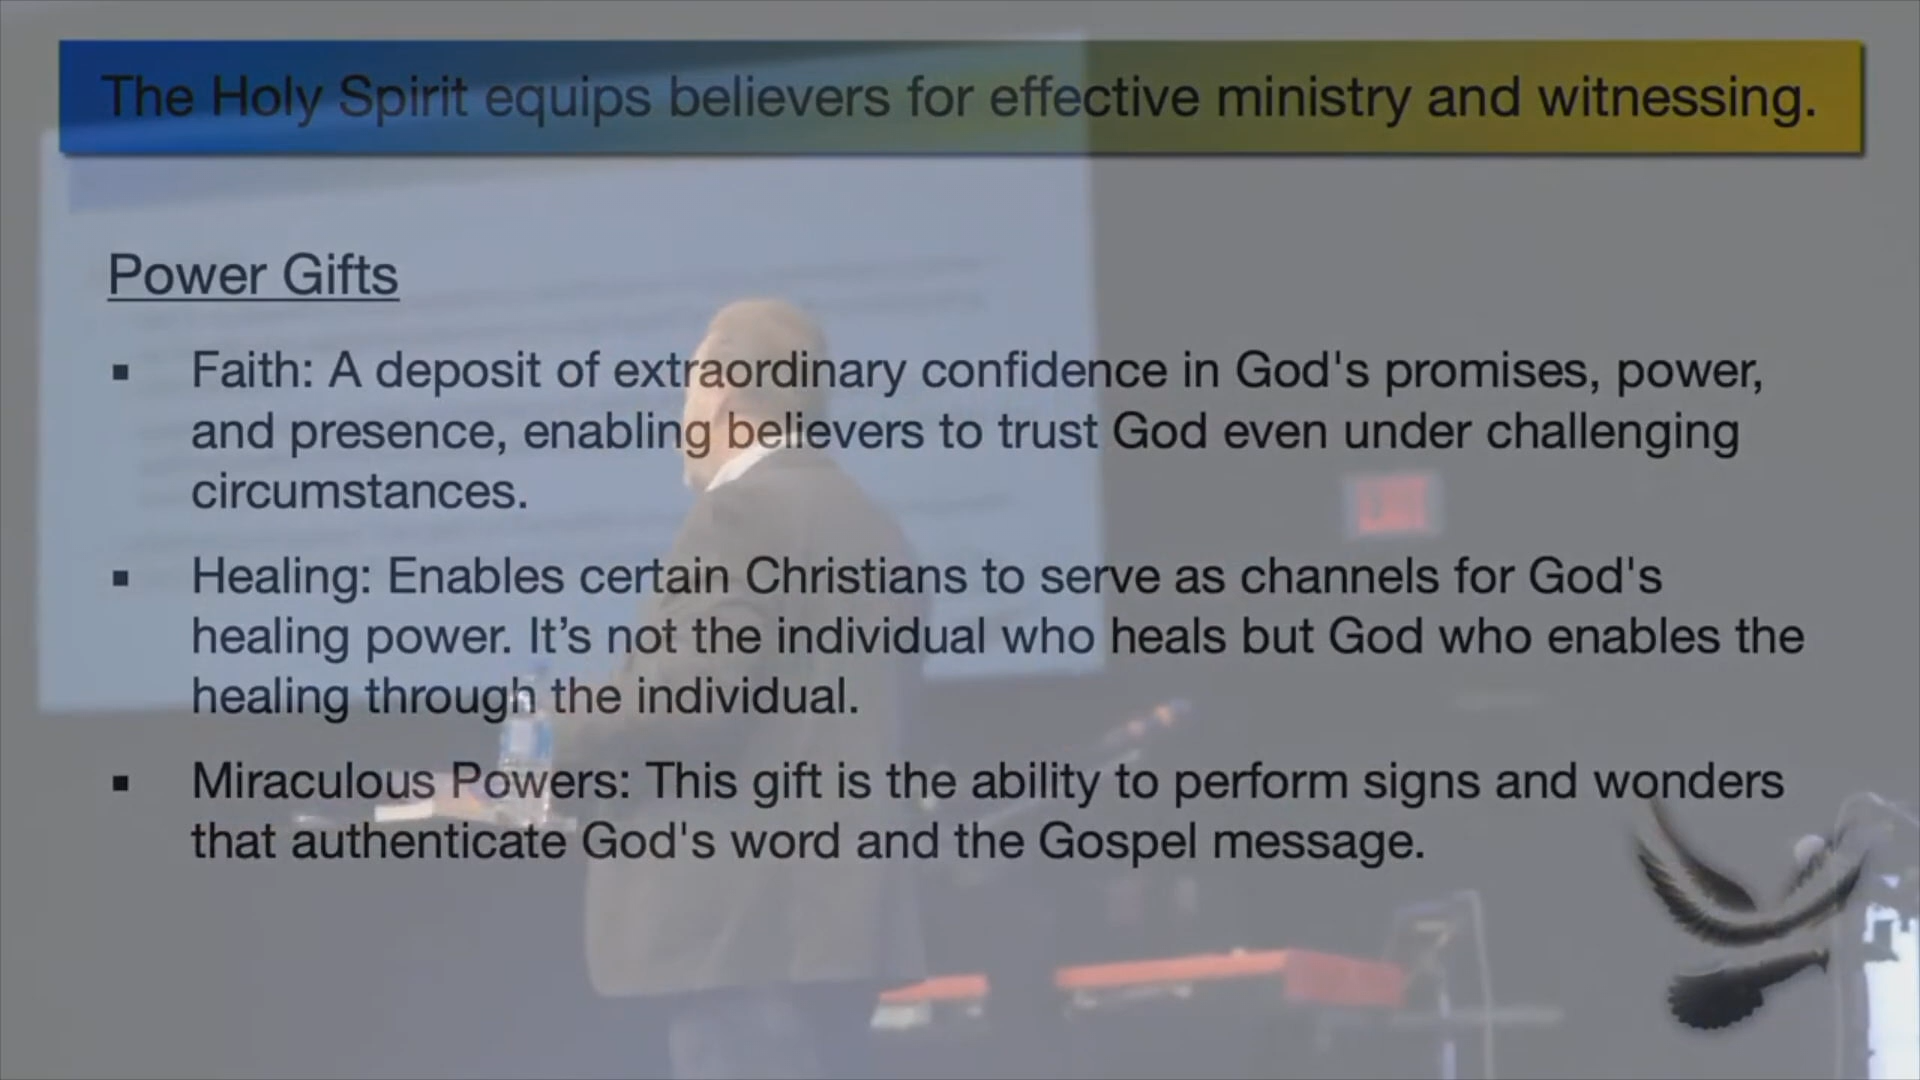 The Holy Spirit equips believers for effective ministry and witnessing.
Power Gifts
▪ Faith: A deposit of extraordinary confidence in God's promises, power,
and presence, enabling believers to trust God even under challenging
circumstances.
▪ Healing: Enables certain Christians to serve as channels for God's
healing power. It’s not the individual who heals but God who enables the
healing through the individual.
▪ Miraculous Powers: This gift is the ability to perform signs and wonders
that authenticate God's word and the Gospel message.
EXIT